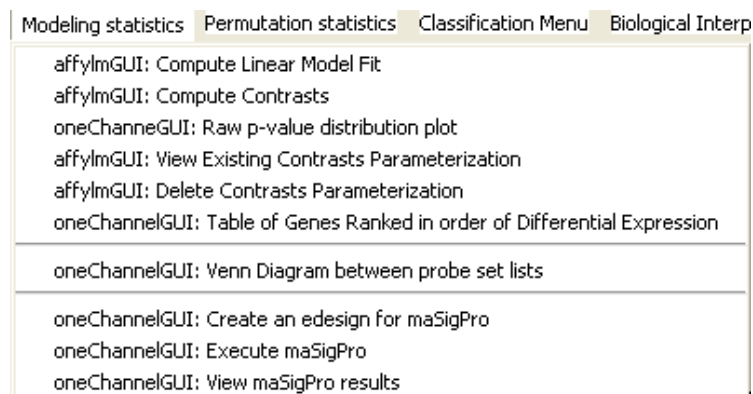 Modeling statistics Permutation statistics Classification Menu Biological Interp
affylmGUI: Compute Linear Model Fit
affylmGUI: Compute Contrasts
oneChanneGUI: Raw p-value distribution plot
affylmGUI: View Existing Contrasts Parameterization
affylmGUI: Delete Contrasts Parameterization
oneChannelGUI: Table of Genes Ranked in order of Differential Expression
oneChannelGUI: Venn Diagram between probe set lists
oneChannelGUI: Create an edesign for maSigPro
oneChannelGUI: Execute maSigPro
oneChannelGUI: View maSigPro results